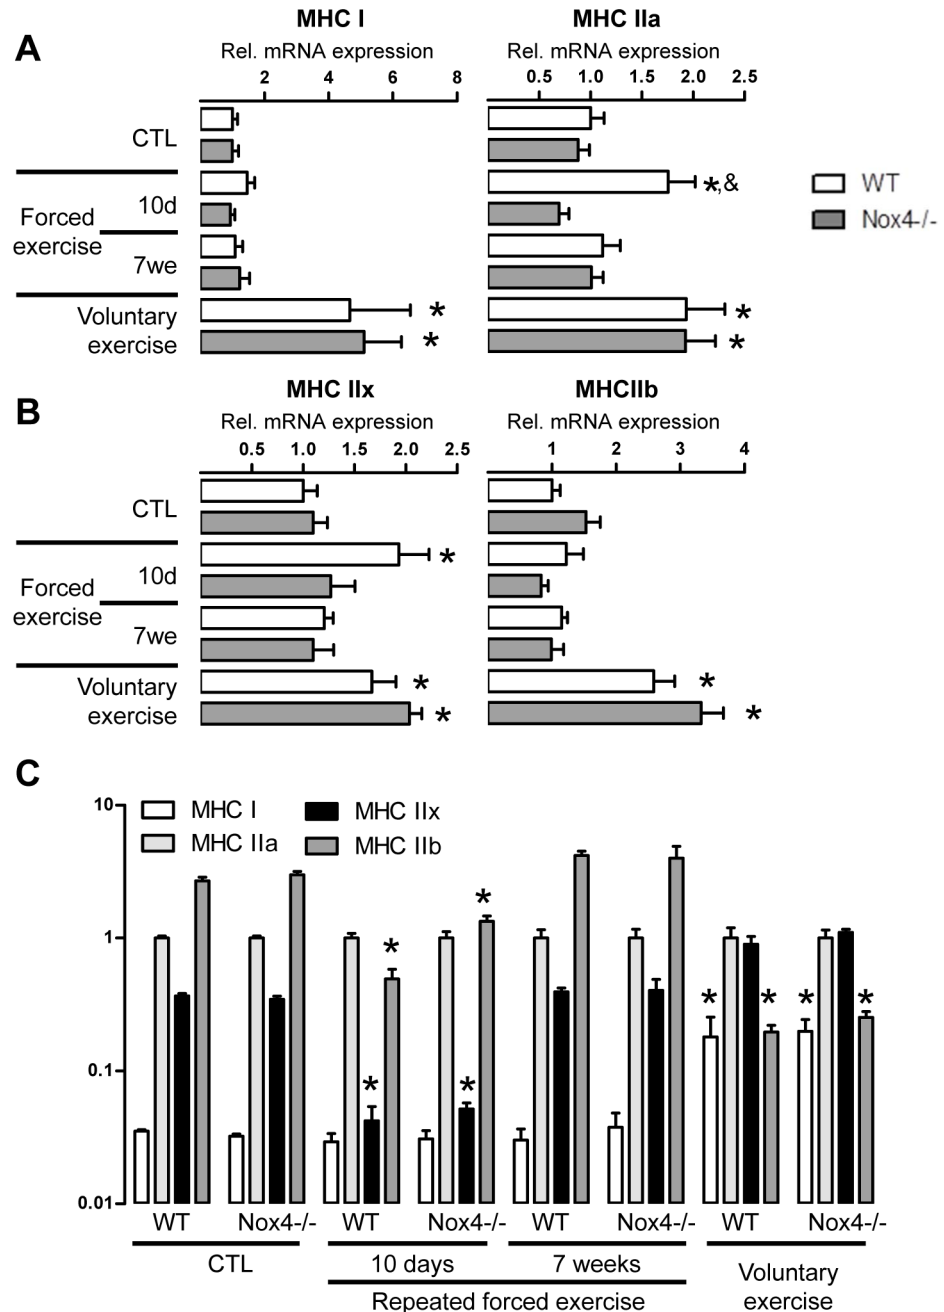 A
MHC I
MHC IIa
Rel. mRNA expression
Rel. mRNA expression
2 4 6 8
0.5 1.0 1.5 2.0 2.5
CTL
Forced
exercise
10d
7we
Voluntary
exercise
*,&
* *
* *
WT
Nox4-/-
B
MHC IIx
MHCIIb
Rel. mRNA expression
Rel. mRNA expression
0.5 1.0 1.5 2.0 2.5
1 2 3 4
CTL
Forced
exercise
10d
7we
Voluntary
exercise
*
* *
* *
C
MHC I
MHC IIx
MHC IIa
MHC IIb
10
1
0.1
0.01
* * * * * * * *
WT Nox4-/- WT Nox4-/- WT Nox4-/- WT Nox4-/-
CTL
10 days
7 weeks
Repeated forced exercise
Voluntary
exercise